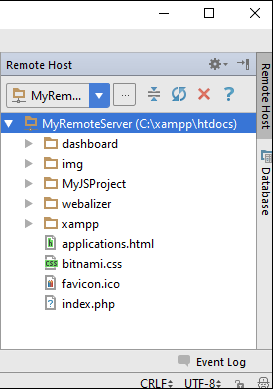 Remote Host
MyRem...
...
?
MyRemoteServer (C:\xampp\htdocs)
dashboard
img
MyJSProject
webalizer
xampp
applications.html
bitnami.css
favicon.ico
index.php
Remote Host
Database
Event Log
CRLF UTF-8